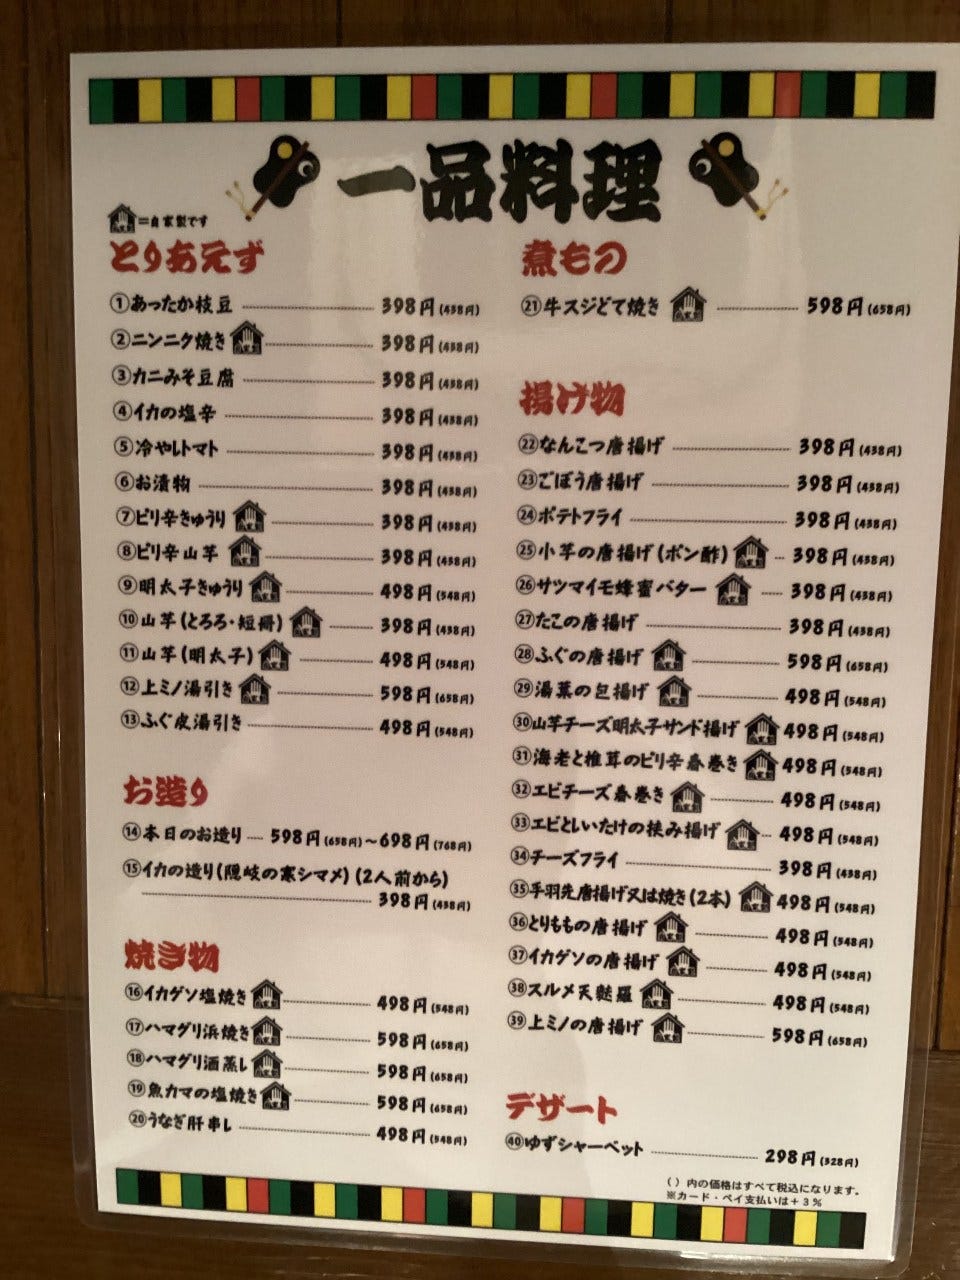 一品料理
=自家製です
とりあえず
①あったか枝豆 398円(438円)
②ニンニク焼き 398円(438円)
③カニみそ豆腐 398円(438円)
④イカの塩辛 398円(438円)
⑤冷やしトマト 398円(438円)
⑥お漬物 398円(438円)
⑦ピリ辛きゅうり 398円(438円)
⑧ピリ辛山芋 398円(438円)
⑨明太子きゅうり 498円(548円)
⑩山芋(とろろ・短冊) 398円(438円)
⑪山芋(明太子) 498円(548円)
⑫上ミノ湯引き 598円(658円)
⑬ふぐ皮湯引き 498円(548円)
お造り
⑭本日のお造り 598円(658円)〜698円(768円)
⑮イカの造り(隠岐の寒シマメ)(2人前から)
398円(438円)
焼き物
⑯イカゲソ塩焼き 498円(548円)
⑰ハマグリ浜焼き 598円(658円)
⑱ハマグリ酒蒸し 598円(658円)
⑲魚カマの塩焼き 598円(658円)
⑳うなぎ肝串し 498円(548円)
煮もの
㉑牛スジどて焼き 598円(658円)
揚げ物
㉒なんこつ唐揚げ 398円(438円)
㉓ごぼう唐揚げ 398円(438円)
㉔ポテトフライ 398円(438円)
㉕小芋の唐揚げ(ポン酢) 398円(438円)
㉖サツマイモ蜂蜜バター 398円(438円)
㉗たこの唐揚げ 398円(438円)
㉘ふぐの唐揚げ 598円(658円)
㉙湯葉の包揚げ 498円(548円)
㉚山芋チーズ明太子サンド揚げ 498円(548円)
㉛海老と椎茸のピリ辛春巻き 498円(548円)
㉜エビチーズ春巻き 498円(548円)
㉝エビといたけの挟み揚げ 498円(548円)
㉞チーズフライ 398円(438円)
㉟手羽先唐揚げ又は焼き(2本) 498円(548円)
㊱とりももの唐揚げ 498円(548円)
㊲イカゲソの唐揚げ 498円(548円)
㊳スルメ天麩羅 498円(548円)
㊴上ミノの唐揚げ 598円(658円)
デザート
㊵ゆずシャーベット 298円(328円)
()内の価格はすべて税込になります。
※カード・ペイ支払いは+3%